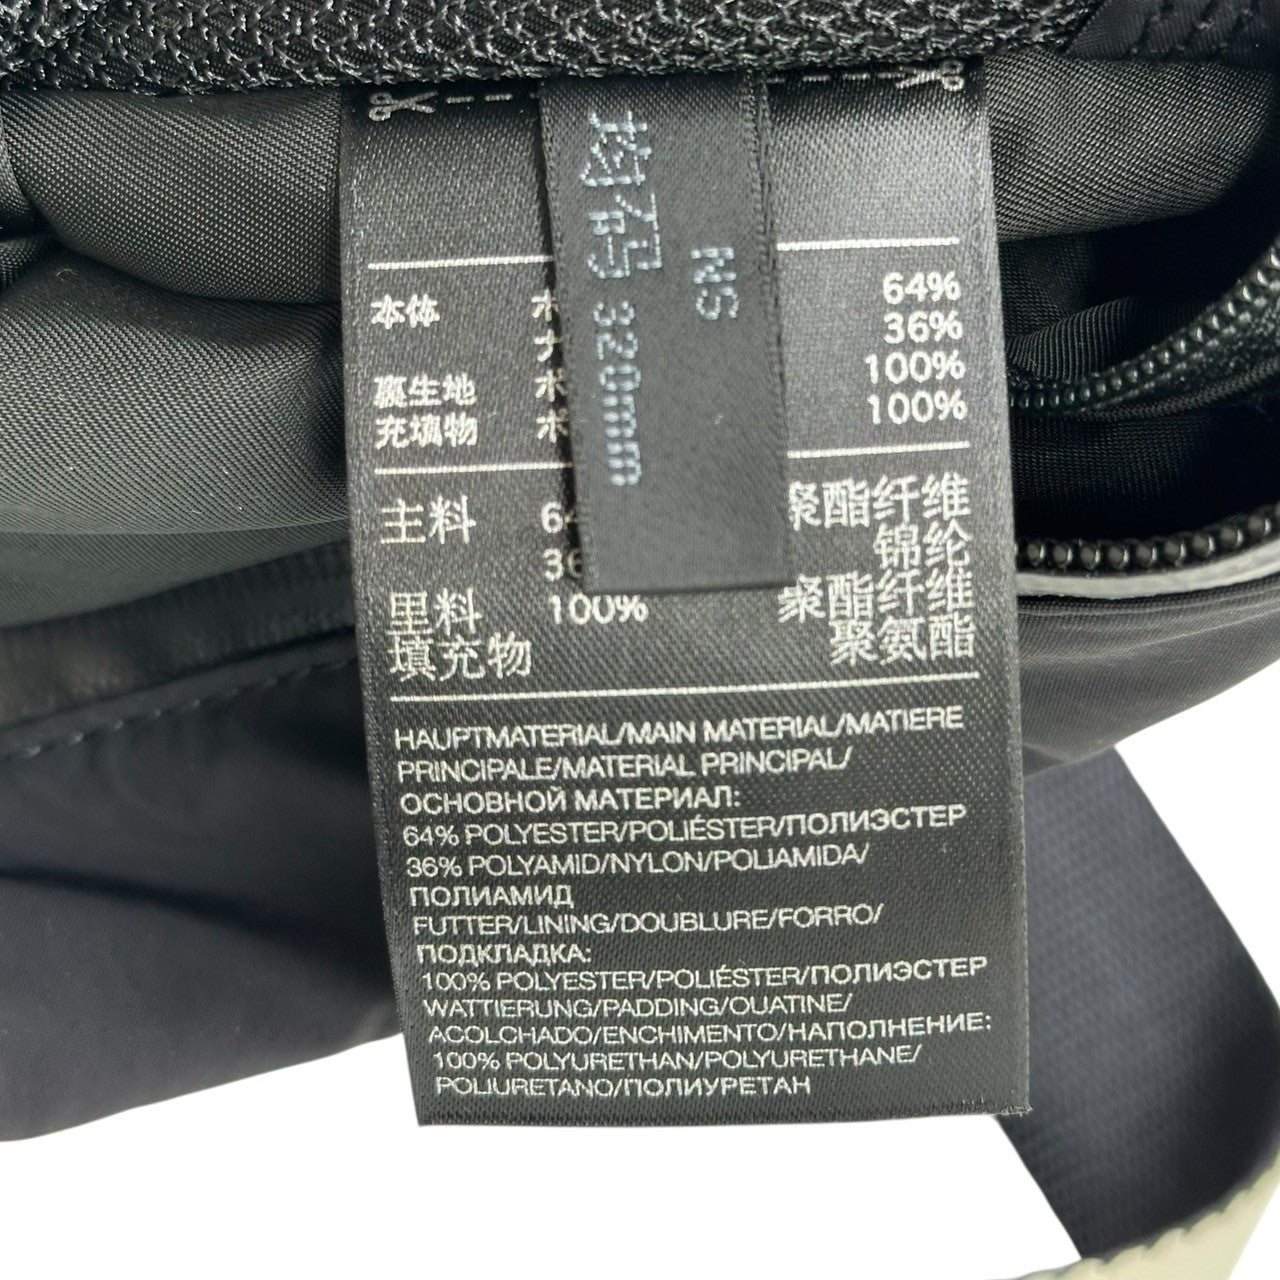 均码 320mm
NS
本体 64%
36%
裏生地 100%
充填物 100%
主料 聚酯纤维
锦纶
里料 100% 聚酯纤维
填充物 聚氨酯
HAUPTMATERIAL/MAIN MATERIAL/MATIERE
PRINCIPALE/MATERIAL PRINCIPAL/
ОСНОВНОЙ МАТЕРИАЛ:
64% POLYESTER/POLIÉSTER/ПОЛИЭСТЕР
36% POLYAMID/NYLON/POLIAMIDA/
ПОЛИАМИД
FUTTER/LINING/DOUBLURE/FORRO/
ПОДКЛАДКА:
100% POLYESTER/POLIÉSTER/ПОЛИЭСТЕР
WATTIERUNG/PADDING/OUATINE/
ACOLCHADO/ENCHIMENTO/НАПОЛНЕНИЕ:
100% POLYURETHAN/POLYURETHANE/
POLIURETANO/ПОЛИУРЕТАН